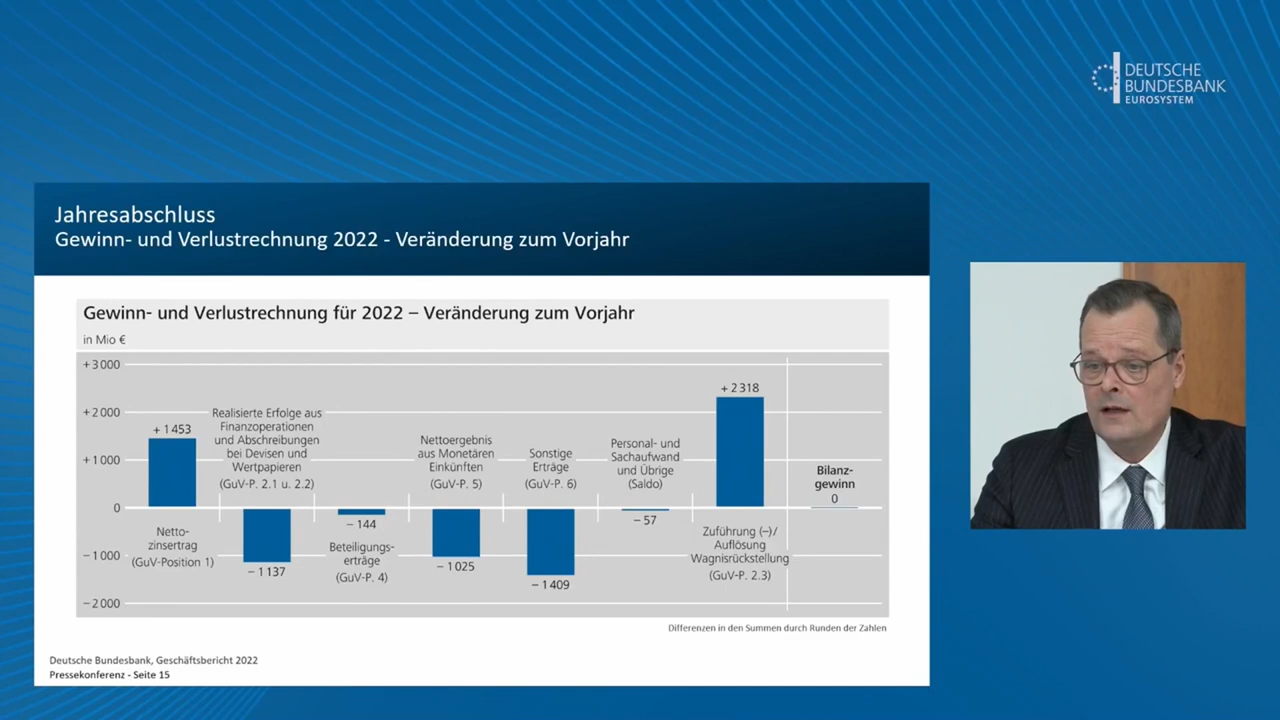 DEUTSCHE
BUNDESBANK
EUROSYSTEM
Jahresabschluss
Gewinn- und Verlustrechnung 2022 - Veränderung zum Vorjahr
Gewinn- und Verlustrechnung für 2022 – Veränderung zum Vorjahr
in Mio €
+ 3 000
+ 2 000
+ 1 000
0
– 1 000
– 2 000
+ 1 453
Netto-
zinsertrag
(GuV-Position 1)
Realisierte Erfolge aus
Finanzoperationen
und Abschreibungen
bei Devisen und
Wertpapieren
(GuV-P. 2.1 u. 2.2)
– 1 137
– 144
Beteiligungs-
erträge
(GuV-P. 4)
Nettoergebnis
aus Monetären
Einkünften
(GuV-P. 5)
– 1 025
Sonstige
Erträge
(GuV-P. 6)
– 1 409
Personal- und
Sachaufwand
und Übrige
(Saldo)
– 57
+ 2 318
Zuführung (–) /
Auflösung
Wagnisrückstellung
(GuV-P. 2.3)
Bilanz-
gewinn
0
Differenzen in den Summen durch Runden der Zahlen
Deutsche Bundesbank, Geschäftsbericht 2022
Pressekonferenz - Seite 15